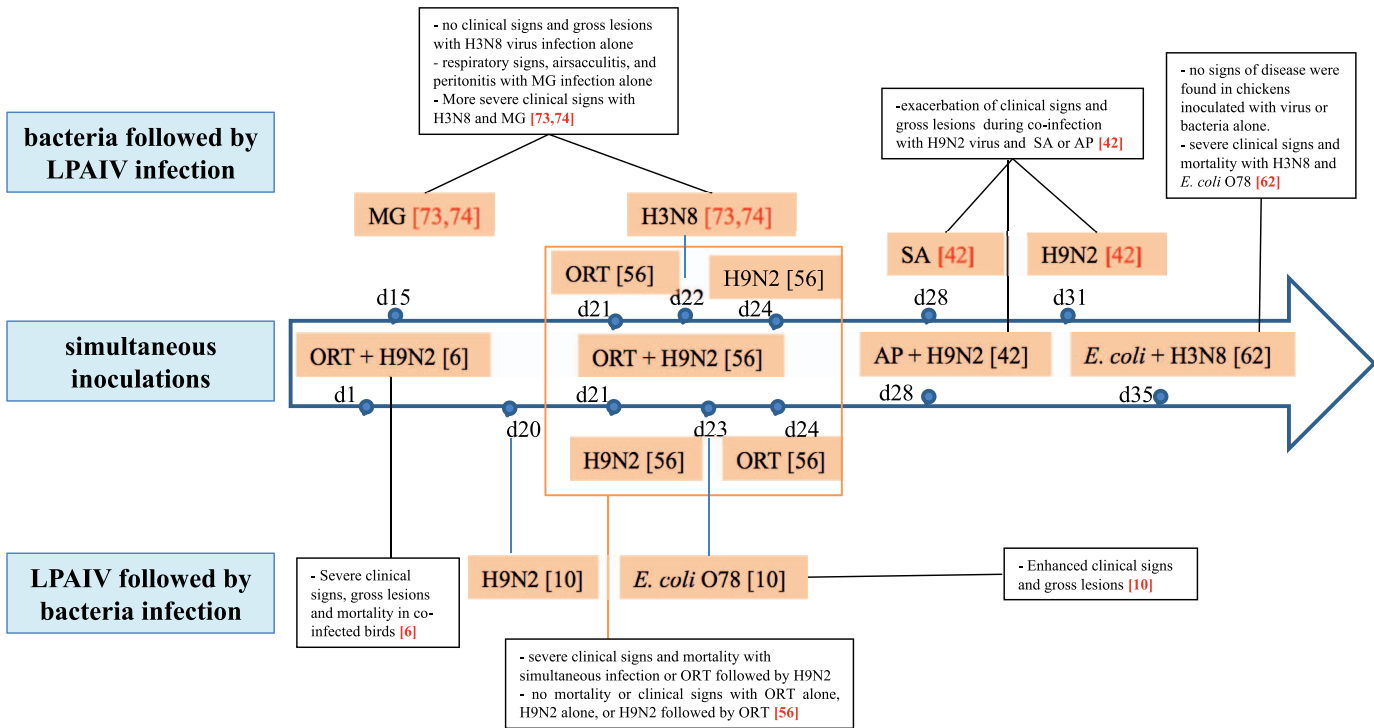 - no clinical signs and gross lesions
with H3N8 virus infection alone
- respiratory signs, airsacculitis, and
peritonitis with MG infection alone
- More severe clinical signs with
H3N8 and MG [73,74]
-exacerbation of clinical signs and
gross lesions during co-infection
with H9N2 virus and SA or AP [42]
- no signs of disease were
found in chickens
inoculated with virus or
bacteria alone.
- severe clinical signs and
mortality with H3N8 and
E. coli O78 [62]
bacteria followed by
LPAIV infection
MG [73,74]
H3N8 [73,74]
SA [42]
H9N2 [42]
ORT [56]
H9N2 [56]
d15
d21
d22
d24
d28
d31
simultaneous
inoculations
ORT + H9N2 [6]
ORT + H9N2 [56]
AP + H9N2 [42]
E. coli + H3N8 [62]
d1
d20
d21
d23
d24
d28
d35
H9N2 [56]
ORT [56]
LPAIV followed by
bacteria infection
- Severe clinical
signs, gross lesions
and mortality in co-
infected birds [6]
H9N2 [10]
E. coli O78 [10]
- Enhanced clinical signs
and gross lesions [10]
- severe clinical signs and mortality with
simultaneous infection or ORT followed by H9N2
- no mortality or clinical signs with ORT alone,
H9N2 alone, or H9N2 followed by ORT [56]